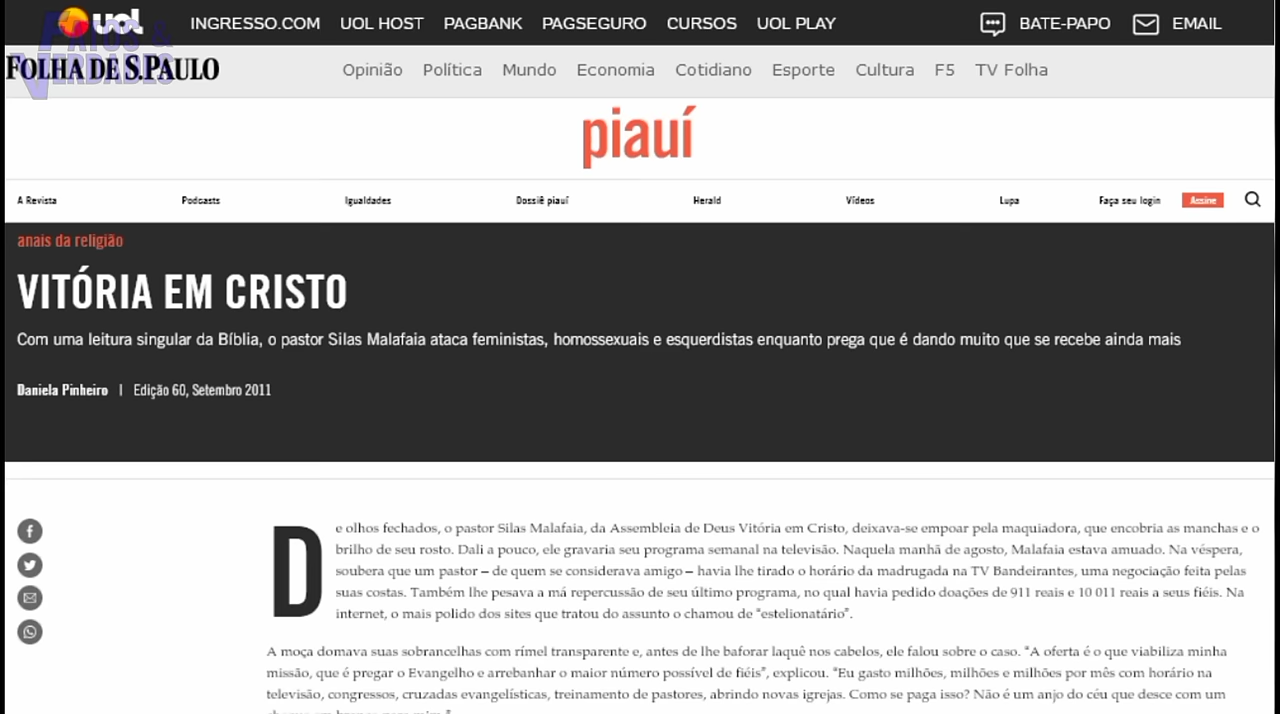 uol INGRESSO.COM UOL HOST PAGBANK PAGSEGURO CURSOS UOL PLAY BATE-PAPO EMAIL
FATOS &
VERDADES
FOLHA DE S.PAULO Opinião Política Mundo Economia Cotidiano Esporte Cultura F5 TV Folha
piauí
A Revista Podcasts Igualdades Dossiê piauí Herald Vídeos Lupa Faça seu login Assine
anais da religião
VITÓRIA EM CRISTO
Com uma leitura singular da Bíblia, o pastor Silas Malafaia ataca feministas, homossexuais e esquerdistas enquanto prega que é dando muito que se recebe ainda mais
Daniela Pinheiro | Edição 60, Setembro 2011
De olhos fechados, o pastor Silas Malafaia, da Assembleia de Deus Vitória em Cristo, deixava-se empoar pela maquiadora, que encobria as manchas e o
brilho de seu rosto. Dali a pouco, ele gravaria seu programa semanal na televisão. Naquela manhã de agosto, Malafaia estava amuado. Na véspera,
soubera que um pastor – de quem se considerava amigo – havia lhe tirado o horário da madrugada na TV Bandeirantes, uma negociação feita pelas
suas costas. Também lhe pesava a má repercussão de seu último programa, no qual havia pedido doações de 911 reais e 10 011 reais a seus fiéis. Na
internet, o mais polido dos sites que tratou do assunto o chamou de “estelionatário”.
A moça domava suas sobrancelhas com rímel transparente e, antes de lhe baforar laquê nos cabelos, ele falou sobre o caso. “A oferta é o que viabiliza minha
missão, que é pregar o Evangelho e arrebanhar o maior número possível de fiéis”, explicou. “Eu gasto milhões, milhões e milhões por mês com horário na
televisão, congressos, cruzadas evangelísticas, treinamento de pastores, abrindo novas igrejas. Como se paga isso? Não é um anjo do céu que desce com um